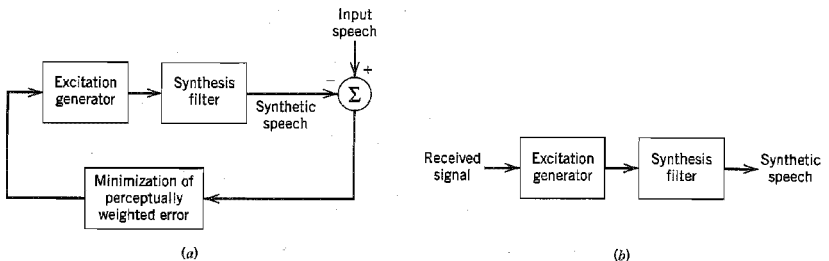 Input
speech
+
−
Excitation
generator
Synthesis
filter
Σ
Synthetic
speech
Minimization of
perceptually
weighted error
(a)
Received
signal
Excitation
generator
Synthesis
filter
Synthetic
speech
(b)